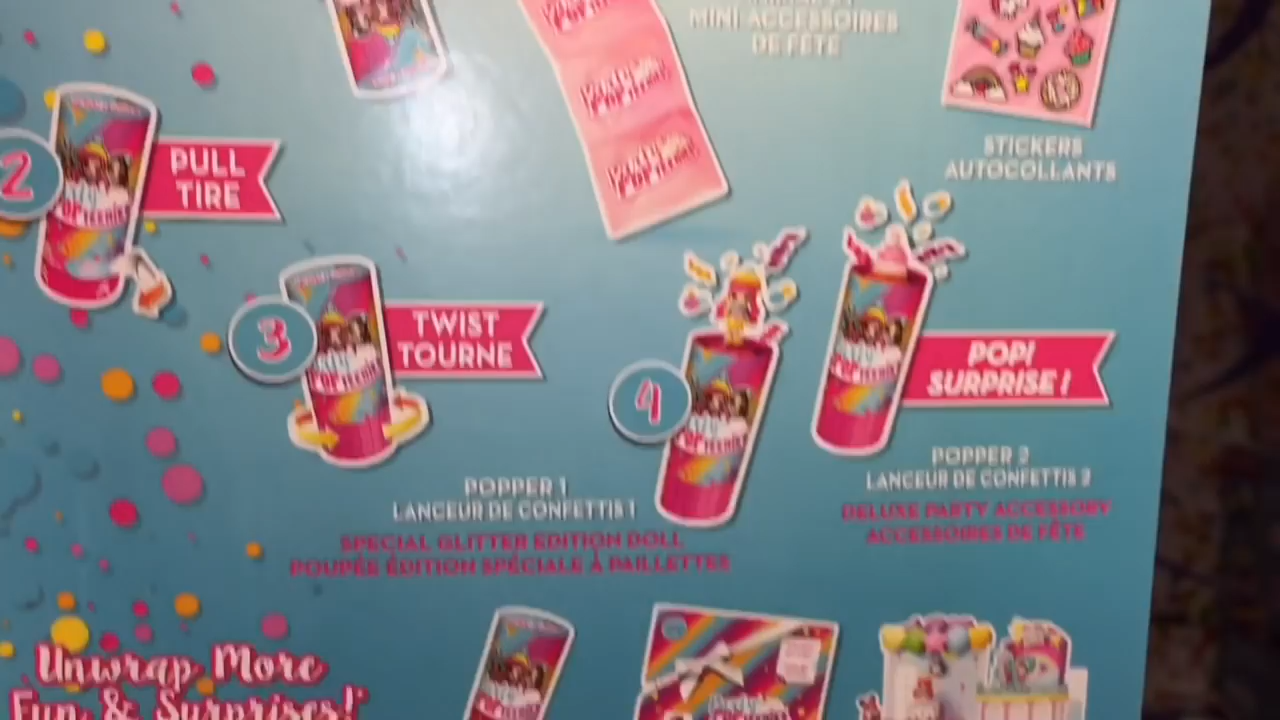 MINI ACCESSOIRES
DE FÊTE
STICKERS
AUTOCOLLANTS
2
PULL
TIRE
3
TWIST
TOURNE
4
POP!
SURPRISE !
POPPER 1
LANCEUR DE CONFETTIS 1
SPECIAL GLITTER EDITION DOLL
POUPÉE ÉDITION SPÉCIALE À PAILLETTES
POPPER 2
LANCEUR DE CONFETTIS 2
DELUXE PARTY ACCESSORY
ACCESSOIRES DE FÊTE
Unwrap More
Fun & Surprises!